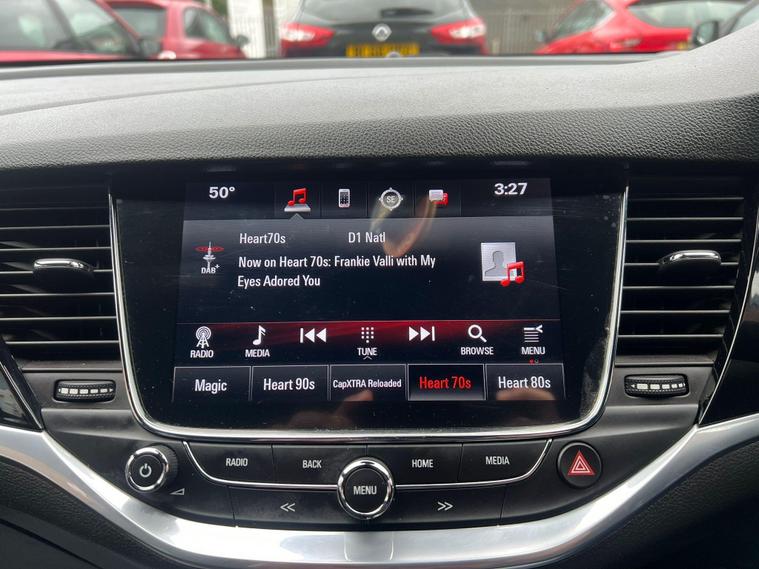 50°
SE
3:27
Heart70s D1 Natl
DAB+
Now on Heart 70s: Frankie Valli with My
Eyes Adored You
RADIO MEDIA TUNE BROWSE MENU
Magic Heart 90s CapXTRA Reloaded Heart 70s Heart 80s
RADIO BACK HOME MEDIA
MENU